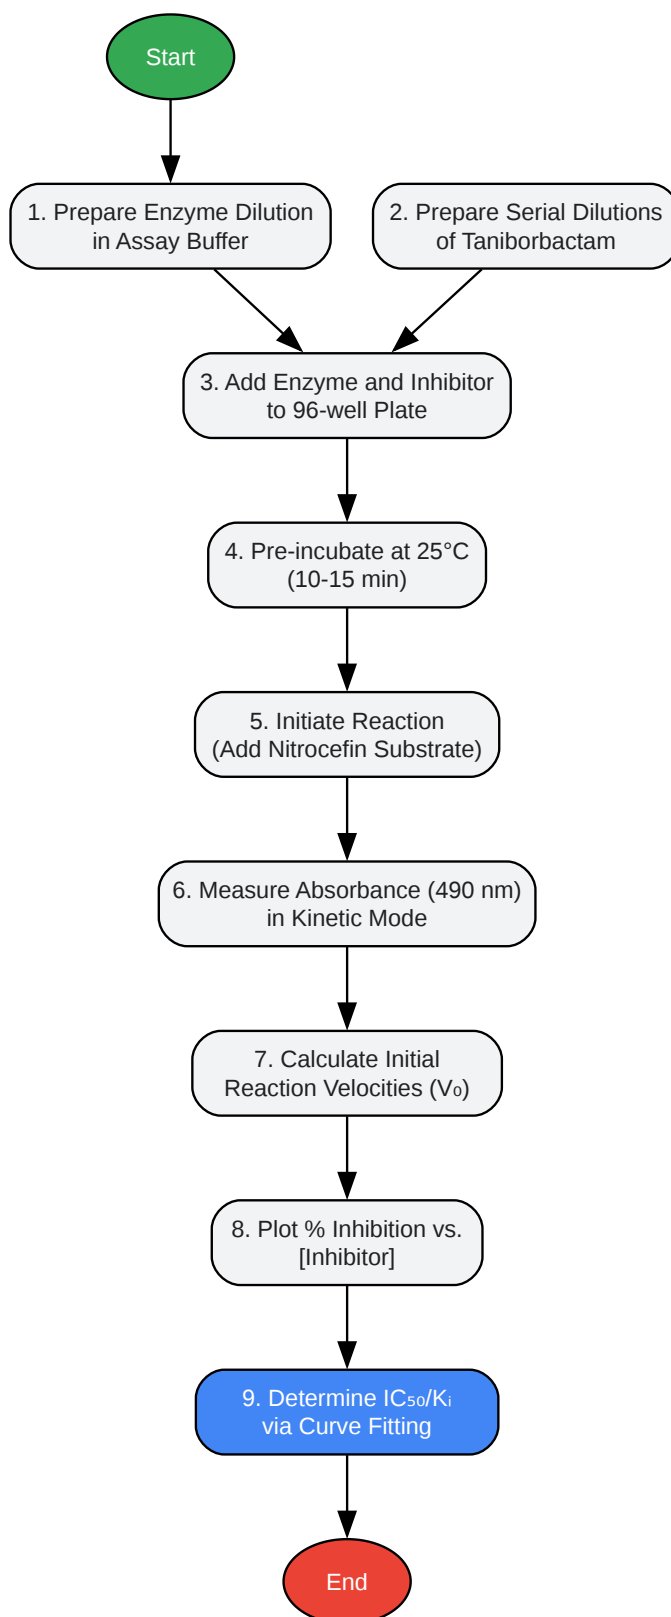 Start
1. Prepare Enzyme Dilution
in Assay Buffer
2. Prepare Serial Dilutions
of Taniborbactam
3. Add Enzyme and Inhibitor
to 96-well Plate
4. Pre-incubate at 25°C
(10-15 min)
5. Initiate Reaction
(Add Nitrocefin Substrate)
6. Measure Absorbance (490 nm)
in Kinetic Mode
7. Calculate Initial
Reaction Velocities (V₀)
8. Plot % Inhibition vs.
[Inhibitor]
9. Determine IC₅₀/Kᵢ
via Curve Fitting
End